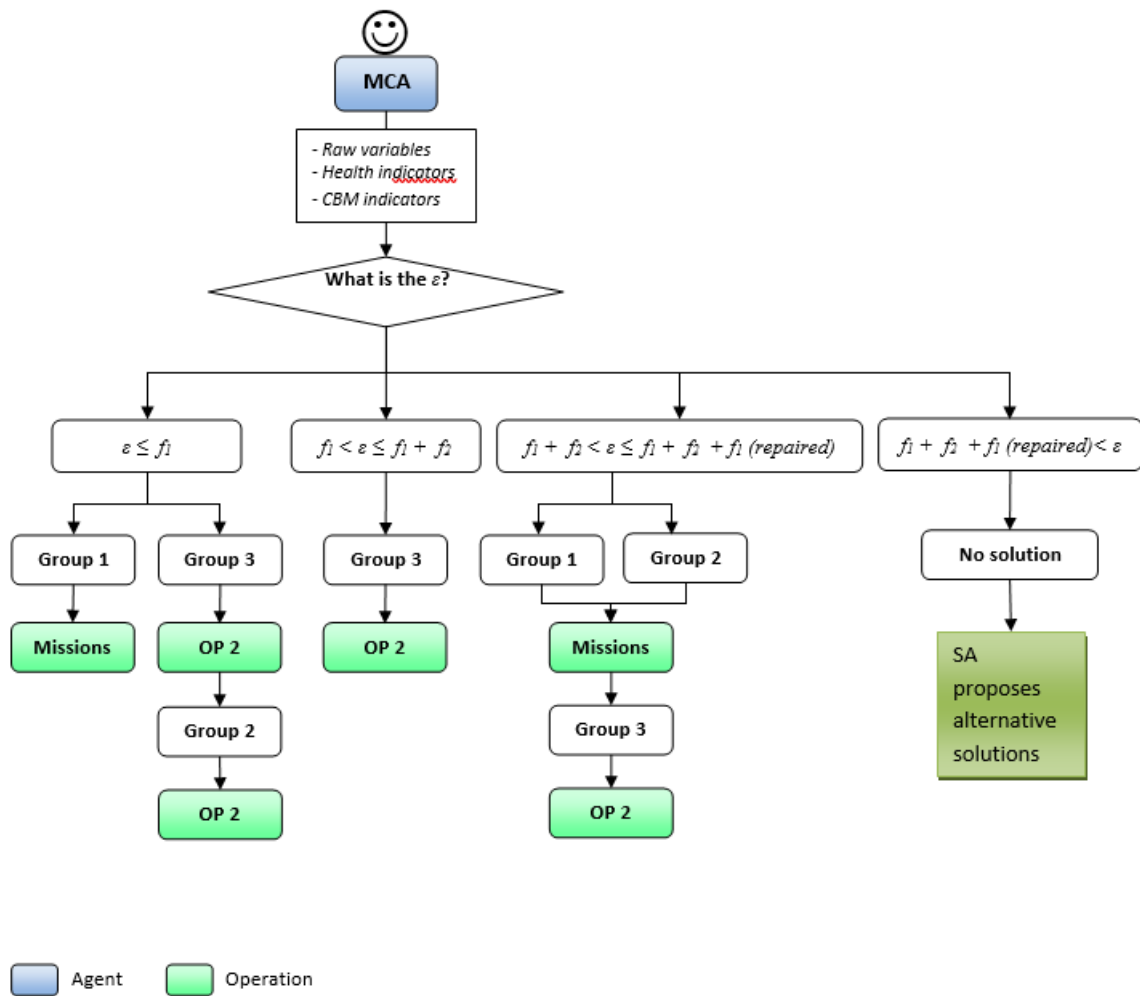 MCA
- Raw variables
- Health indicators
- CBM indicators
What is the ε?
ε ≤ f1
f1 < ε ≤ f1 + f2
f1 + f2 < ε ≤ f1 + f2 + f1 (repaired)
f1 + f2 + f1 (repaired) < ε
Group 1
Group 3
Group 3
Group 1
Group 2
No solution
Missions
OP 2
OP 2
Missions
SA
proposes
alternative
solutions
Group 2
Group 3
OP 2
OP 2
Agent
Operation